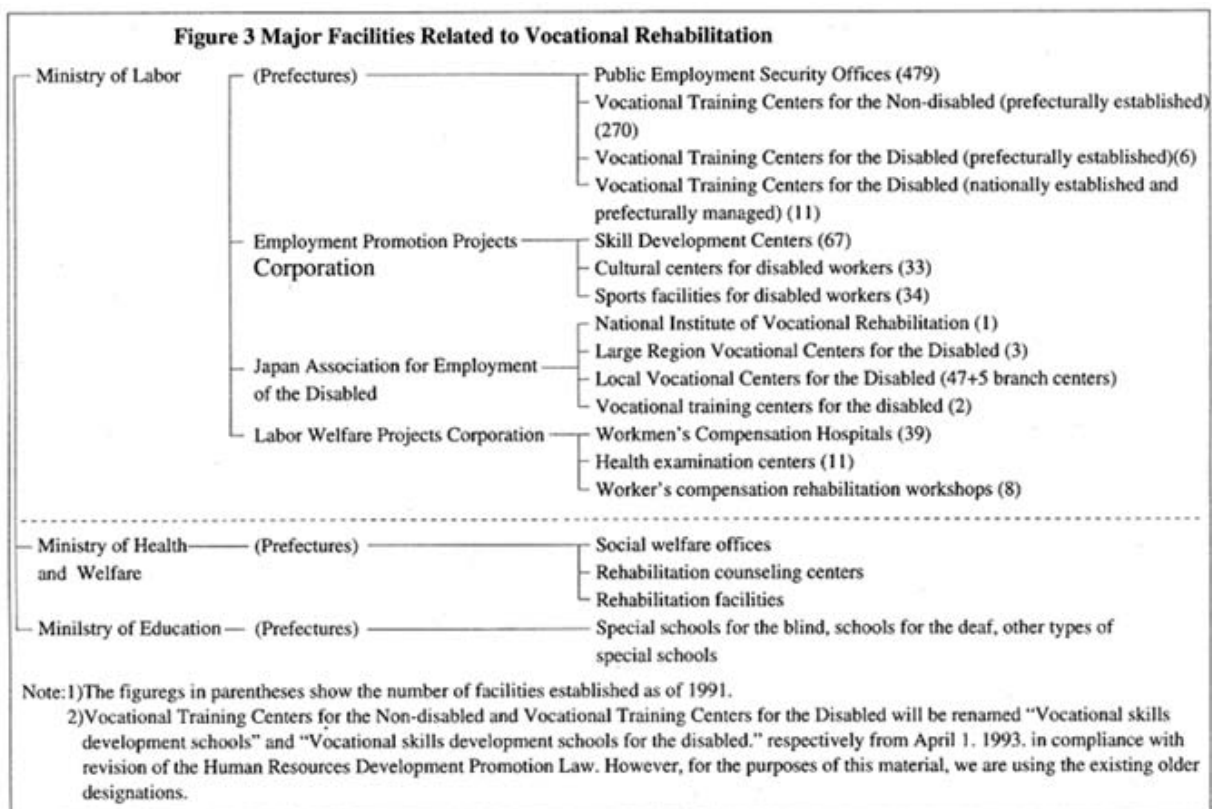 Figure 3 Major Facilities Related to Vocational Rehabilitation
Ministry of Labor (Prefectures) Public Employment Security Offices (479)
Vocational Training Centers for the Non-disabled (prefecturally established)
(270)
Vocational Training Centers for the Disabled (prefecturally established)(6)
Vocational Training Centers for the Disabled (nationally established and
prefecturally managed) (11)
Employment Promotion Projects Skill Development Centers (67)
Corporation Cultural centers for disabled workers (33)
Sports facilities for disabled workers (34)
National Institute of Vocational Rehabilitation (1)
Large Region Vocational Centers for the Disabled (3)
Japan Association for Employment Local Vocational Centers for the Disabled (47+5 branch centers)
of the Disabled
Vocational training centers for the disabled (2)
Labor Welfare Projects Corporation Workmen's Compensation Hospitals (39)
Health examination centers (11)
Worker's compensation rehabilitation workshops (8)
Ministry of Health (Prefectures) Social welfare offices
and Welfare Rehabilitation counseling centers
Rehabilitation facilities
Minilstry of Education (Prefectures) Special schools for the blind, schools for the deaf, other types of
special schools
Note:1)The figuregs in parentheses show the number of facilities established as of 1991.
2)Vocational Training Centers for the Non-disabled and Vocational Training Centers for the Disabled will be renamed "Vocational skills
development schools" and "Vocational skills development schools for the disabled." respectively from April 1. 1993. in compliance with
revision of the Human Resources Development Promotion Law. However, for the purposes of this material, we are using the existing older
designations.